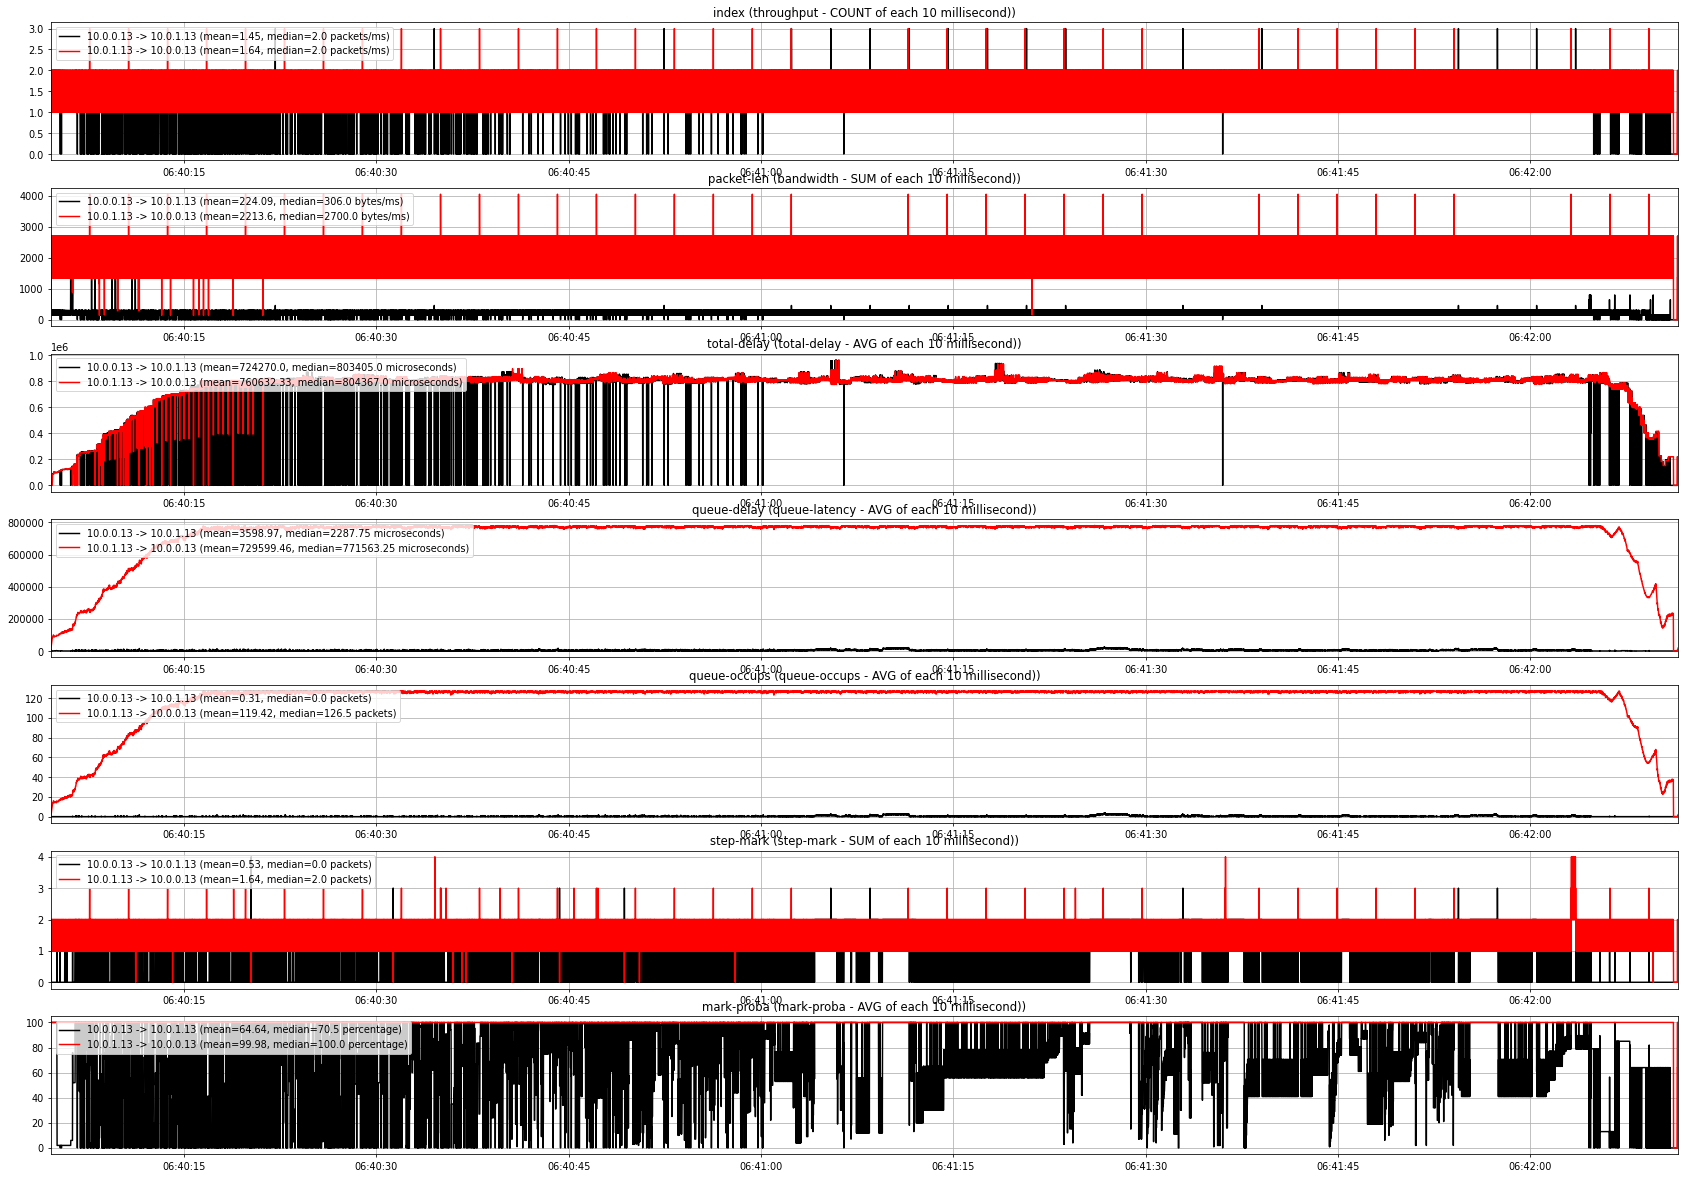 index (throughput - COUNT of each 10 millisecond))
3.0
2.5
2.0
1.5
1.0
0.5
0.0
10.0.0.13 -> 10.0.1.13 (mean=1.45, median=2.0 packets/ms)
10.0.1.13 -> 10.0.0.13 (mean=1.64, median=2.0 packets/ms)
06:40:15 06:40:30 06:40:45 06:41:00 06:41:15 06:41:30 06:41:45 06:42:00
packet-len (bandwidth - SUM of each 10 millisecond))
4000
3000
2000
1000
0
10.0.0.13 -> 10.0.1.13 (mean=224.09, median=306.0 bytes/ms)
10.0.1.13 -> 10.0.0.13 (mean=2213.6, median=2700.0 bytes/ms)
06:40:15 06:40:30 06:40:45 06:41:00 06:41:15 06:41:30 06:41:45 06:42:00
total-delay (total-delay - AVG of each 10 millisecond))
1e6
1.0
0.8
0.6
0.4
0.2
0.0
10.0.0.13 -> 10.0.1.13 (mean=724270.0, median=803405.0 microseconds)
10.0.1.13 -> 10.0.0.13 (mean=760632.33, median=804367.0 microseconds)
06:40:15 06:40:30 06:40:45 06:41:00 06:41:15 06:41:30 06:41:45 06:42:00
queue-delay (queue-latency - AVG of each 10 millisecond))
800000
600000
400000
200000
0
10.0.0.13 -> 10.0.1.13 (mean=3598.97, median=2287.75 microseconds)
10.0.1.13 -> 10.0.0.13 (mean=729599.46, median=771563.25 microseconds)
06:40:15 06:40:30 06:40:45 06:41:00 06:41:15 06:41:30 06:41:45 06:42:00
queue-occups (queue-occups - AVG of each 10 millisecond))
120
100
80
60
40
20
0
10.0.0.13 -> 10.0.1.13 (mean=0.31, median=0.0 packets)
10.0.1.13 -> 10.0.0.13 (mean=119.42, median=126.5 packets)
06:40:15 06:40:30 06:40:45 06:41:00 06:41:15 06:41:30 06:41:45 06:42:00
step-mark (step-mark - SUM of each 10 millisecond))
4
3
2
1
0
10.0.0.13 -> 10.0.1.13 (mean=0.53, median=0.0 packets)
10.0.1.13 -> 10.0.0.13 (mean=1.64, median=2.0 packets)
06:40:15 06:40:30 06:40:45 06:41:00 06:41:15 06:41:30 06:41:45 06:42:00
mark-proba (mark-proba - AVG of each 10 millisecond))
100
80
60
40
20
0
10.0.0.13 -> 10.0.1.13 (mean=64.64, median=70.5 percentage)
10.0.1.13 -> 10.0.0.13 (mean=99.98, median=100.0 percentage)
06:40:15 06:40:30 06:40:45 06:41:00 06:41:15 06:41:30 06:41:45 06:42:00